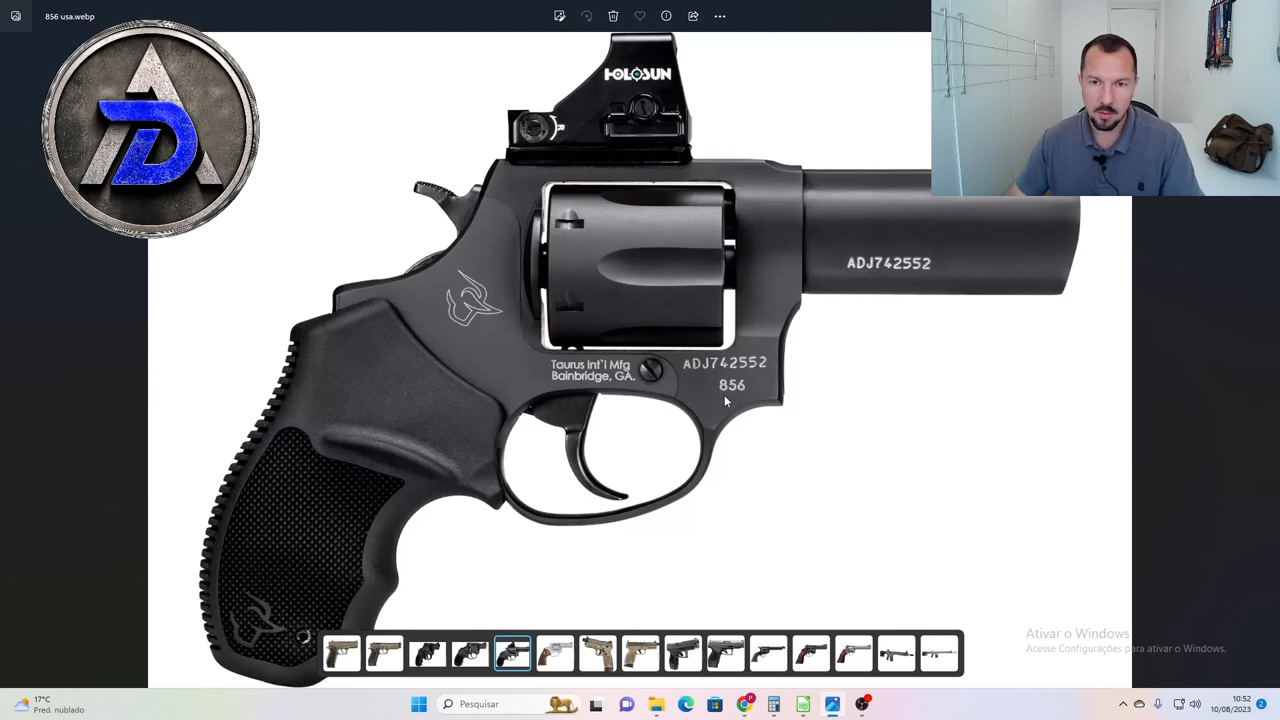 856 usa.webp
HOLOSUN
ADJ742552
Taurus Int'l Mfg
Bainbridge, GA.
ADJ742552
856
Ativar o Windows
Acesse Configurações para ativar o Windows.
17°C
Pred. nublado
Pesquisar
10:52
10/08/2023
2